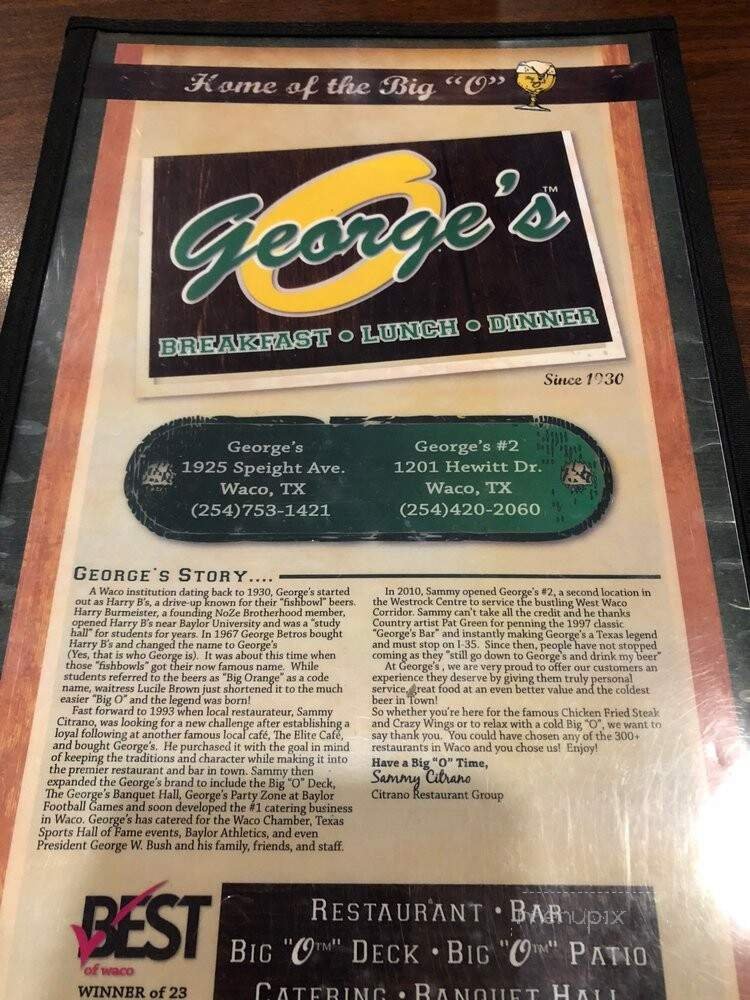 Home of the Big "O"
George's ™
BREAKFAST • LUNCH • DINNER
Since 1930
George's
1925 Speight Ave.
Waco, TX
(254)753-1421
George's #2
1201 Hewitt Dr.
Waco, TX
(254)420-2060
GEORGE'S STORY....
A Waco institution dating back to 1930, George's started
out as Harry B's, a drive-up known for their "fishbowl" beers.
Harry Burmeister, a founding NoZe Brotherhood member,
opened Harry B's near Baylor University and was a "study
hall" for students for years. In 1967 George Betros bought
Harry B's and changed the name to George's
(Yes, that is who George is). It was about this time when
those "fishbowls" got their now famous name. While
students referred to the beers as "Big Orange" as a code
name, waitress Lucile Brown just shortened it to the much
easier "Big O" and the legend was born!
Fast forward to 1993 when local restaurateur, Sammy
Citrano, was looking for a new challenge after establishing a
loyal following at another famous local café, The Elite Café,
and bought George's. He purchased it with the goal in mind
of keeping the traditions and character while making it into
the premier restaurant and bar in town. Sammy then
expanded the George's brand to include the Big "O" Deck,
The George's Banquet Hall, George's Party Zone at Baylor
Football Games and soon developed the #1 catering business
in Waco. George's has catered for the Waco Chamber, Texas
Sports Hall of Fame events, Baylor Athletics, and even
President George W. Bush and his family, friends, and staff.
In 2010, Sammy opened George's #2, a second location in
the Westrock Centre to service the bustling West Waco
Corridor. Sammy can't take all the credit and he thanks
Country artist Pat Green for penning the 1997 classic
"George's Bar" and instantly making George's a Texas legend
and must stop on I-35. Since then, people have not stopped
coming as they "still go down to George's and drink my beer"
At George's , we are very proud to offer our customers an
experience they deserve by giving them truly personal
service, great food at an even better value and the coldest
beer in Town!
So whether you're here for the famous Chicken Fried Steak
and Crazy Wings or to relax with a cold Big "O", we want to
say thank you. You could have chosen any of the 300+
restaurants in Waco and you chose us! Enjoy!
Have a Big "O" Time,
Sammy Citrano
Citrano Restaurant Group
BEST
of waco
WINNER of 23
RESTAURANT • BAR
BIG "O™" DECK • BIG "O™" PATIO
CATERING • BANQUET HALL
menupix